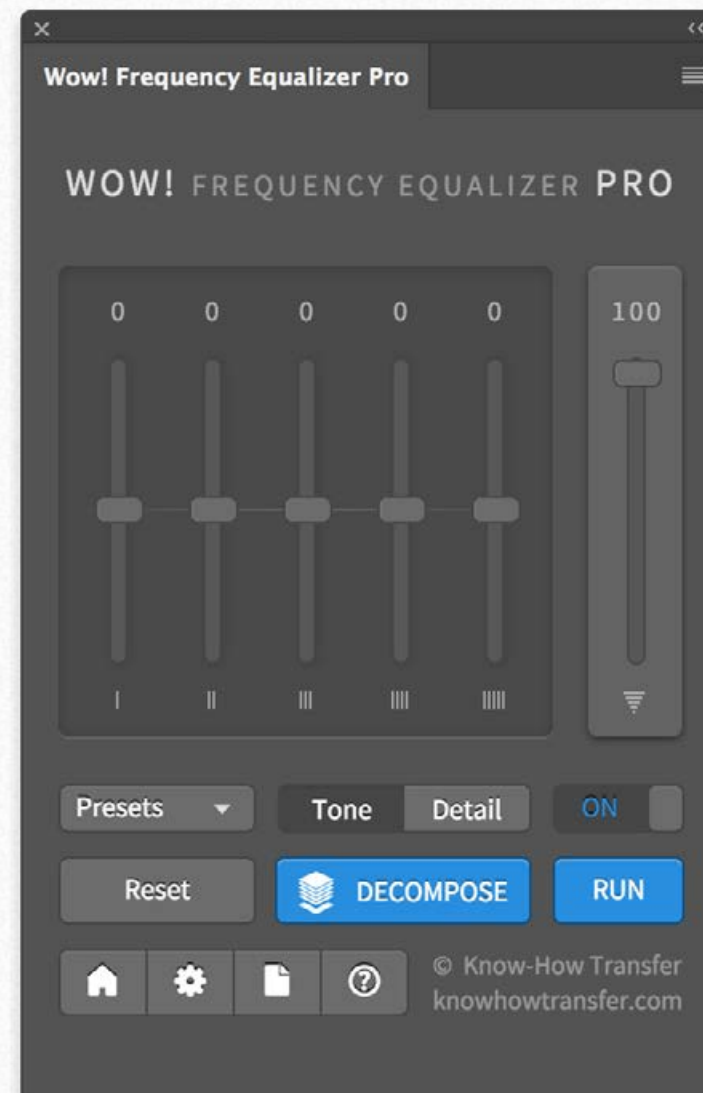 Wow! Frequency Equalizer Pro
WOW! FREQUENCY EQUALIZER PRO
0 0 0 0 0 100
I II III IIII IIIII
Presets Tone Detail ON
Reset DECOMPOSE RUN
© Know-How Transfer
knowhowtransfer.com